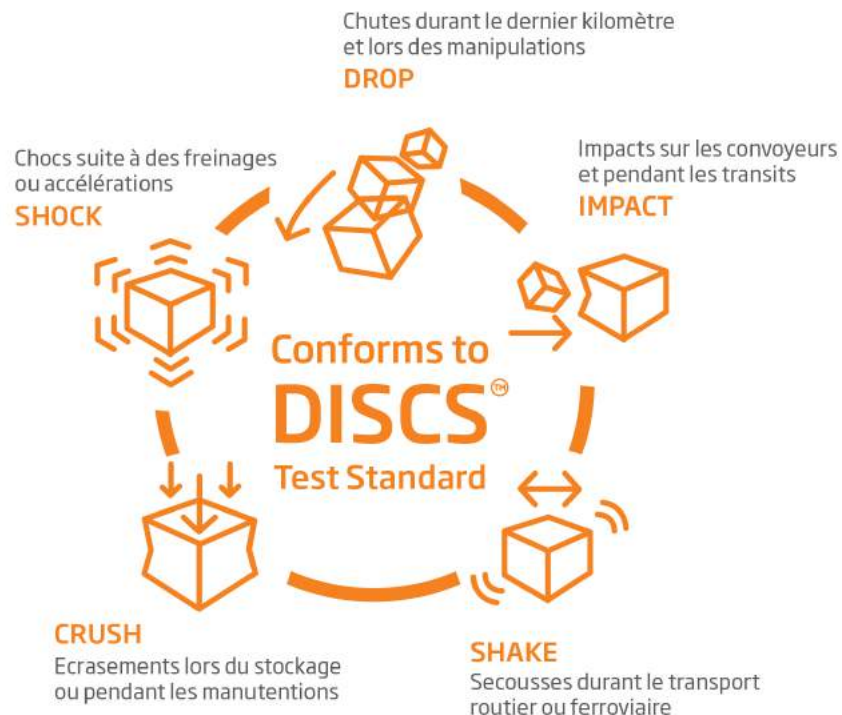 Chutes durant le dernier kilomètre
et lors des manipulations
DROP
Impacts sur les convoyeurs
et pendant les transits
IMPACT
Chocs suite à des freinages
ou accélérations
SHOCK
Conforms to
DISCS™
Test Standard
CRUSH
Ecrasements lors du stockage
ou pendant les manutentions
SHAKE
Secousses durant le transport
routier ou ferroviaire